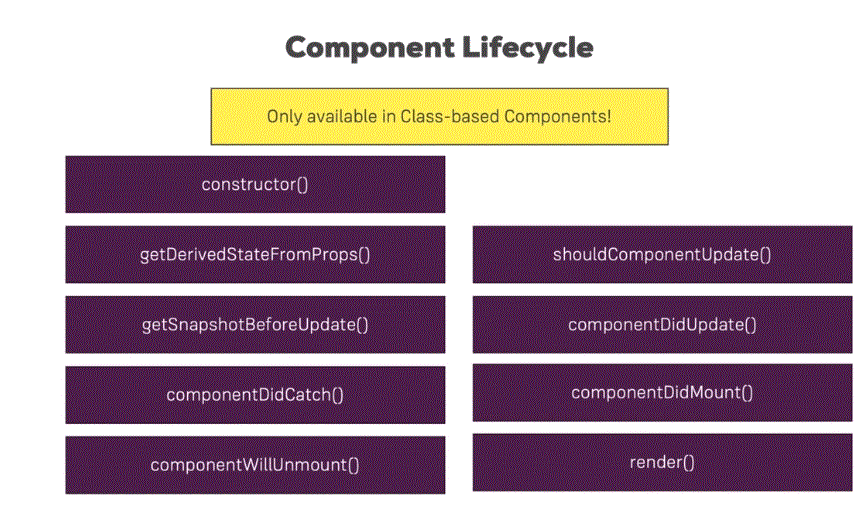 Component Lifecycle
Only available in Class-based Components!
constructor()
getDerivedStateFromProps()
shouldComponentUpdate()
getSnapshotBeforeUpdate()
componentDidUpdate()
componentDidCatch()
componentDidMount()
componentWillUnmount()
render()